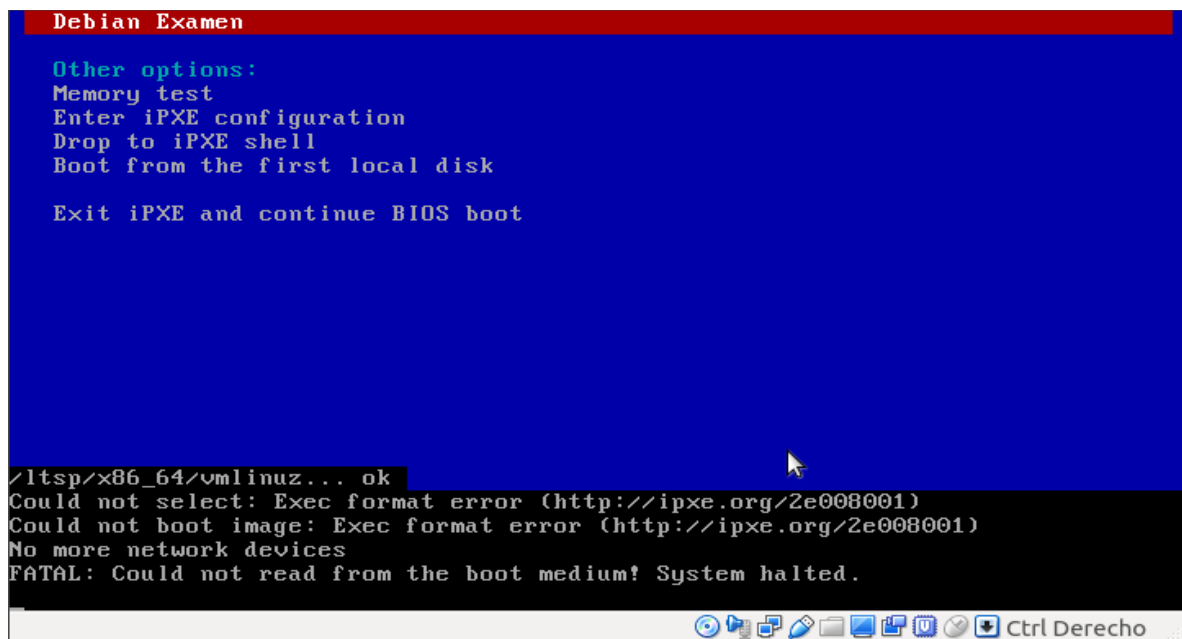 Debian Examen
Other options:
Memory test
Enter iPXE configuration
Drop to iPXE shell
Boot from the first local disk
Exit iPXE and continue BIOS boot
/ltsp/x86_64/vmlinuz... ok
Could not select: Exec format error (http://ipxe.org/2e008001)
Could not boot image: Exec format error (http://ipxe.org/2e008001)
No more network devices
FATAL: Could not read from the boot medium! System halted.
Ctrl Derecho